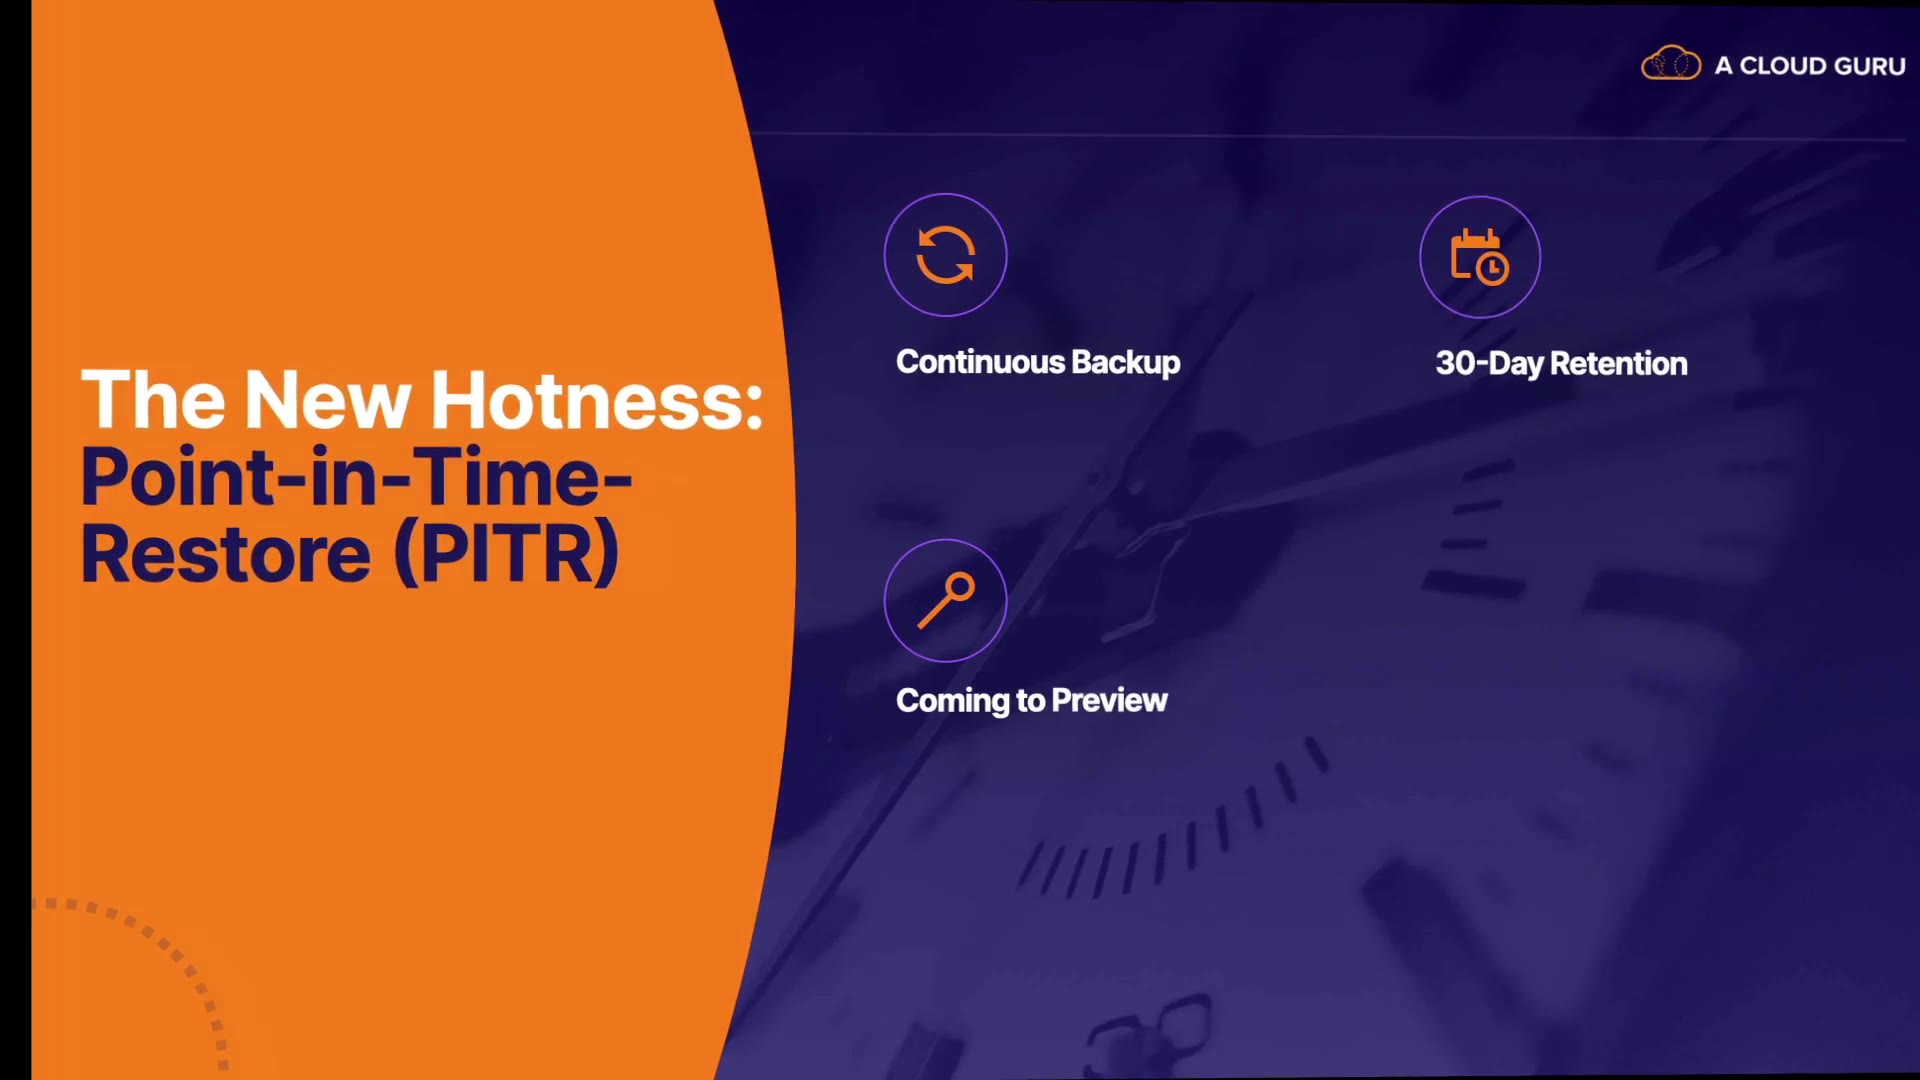 A CLOUD GURU
The New Hotness:
Point-in-Time-
Restore (PITR)
Continuous Backup
30-Day Retention
Coming to Preview